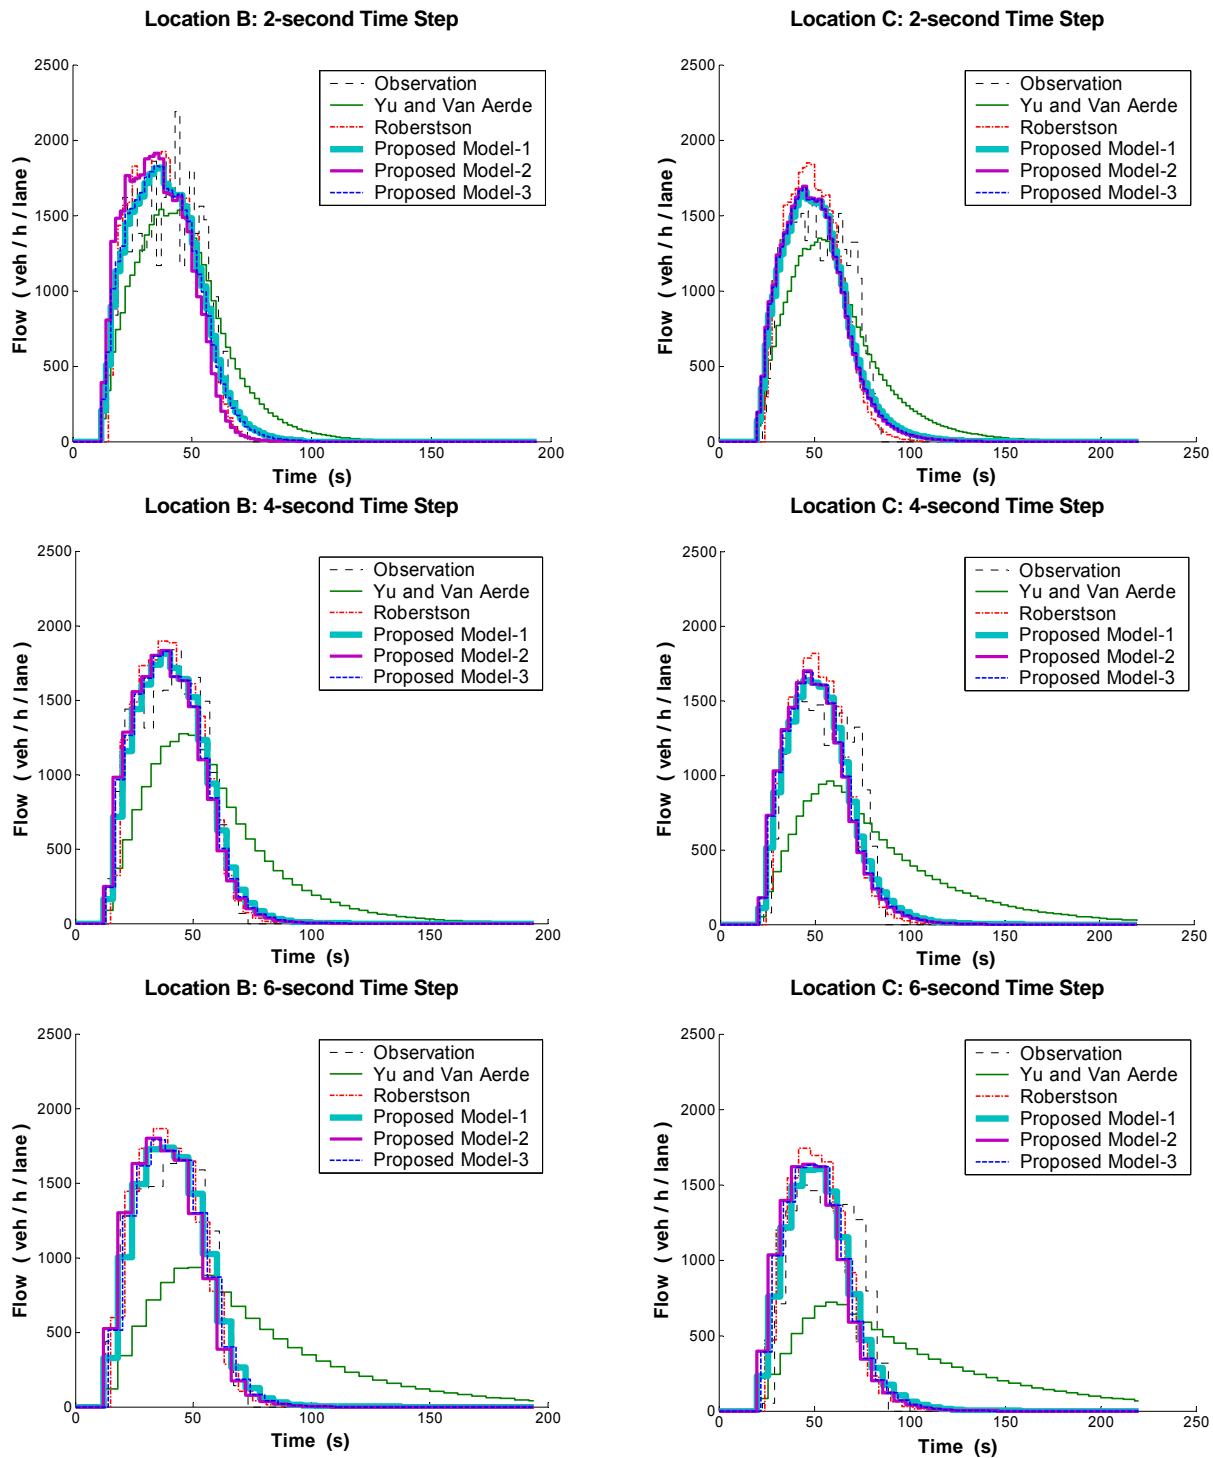 Location B: 2-second Time Step
2500
2000
1500
1000
500
0
Flow ( veh / h / lane )
Observation
Yu and Van Aerde
Roberstson
Proposed Model-1
Proposed Model-2
Proposed Model-3
0 50 100 150 200
Time (s)
Location C: 2-second Time Step
2500
2000
1500
1000
500
0
Flow ( veh / h / lane )
Observation
Yu and Van Aerde
Roberstson
Proposed Model-1
Proposed Model-2
Proposed Model-3
0 50 100 150 200 250
Time (s)
Location B: 4-second Time Step
2500
2000
1500
1000
500
0
Flow ( veh / h / lane )
Observation
Yu and Van Aerde
Roberstson
Proposed Model-1
Proposed Model-2
Proposed Model-3
0 50 100 150 200
Time (s)
Location C: 4-second Time Step
2500
2000
1500
1000
500
0
Flow ( veh / h / lane )
Observation
Yu and Van Aerde
Roberstson
Proposed Model-1
Proposed Model-2
Proposed Model-3
0 50 100 150 200 250
Time (s)
Location B: 6-second Time Step
2500
2000
1500
1000
500
0
Flow ( veh / h / lane )
Observation
Yu and Van Aerde
Roberstson
Proposed Model-1
Proposed Model-2
Proposed Model-3
0 50 100 150 200
Time (s)
Location C: 6-second Time Step
2500
2000
1500
1000
500
0
Flow ( veh / h / lane )
Observation
Yu and Van Aerde
Roberstson
Proposed Model-1
Proposed Model-2
Proposed Model-3
0 50 100 150 200 250
Time (s)